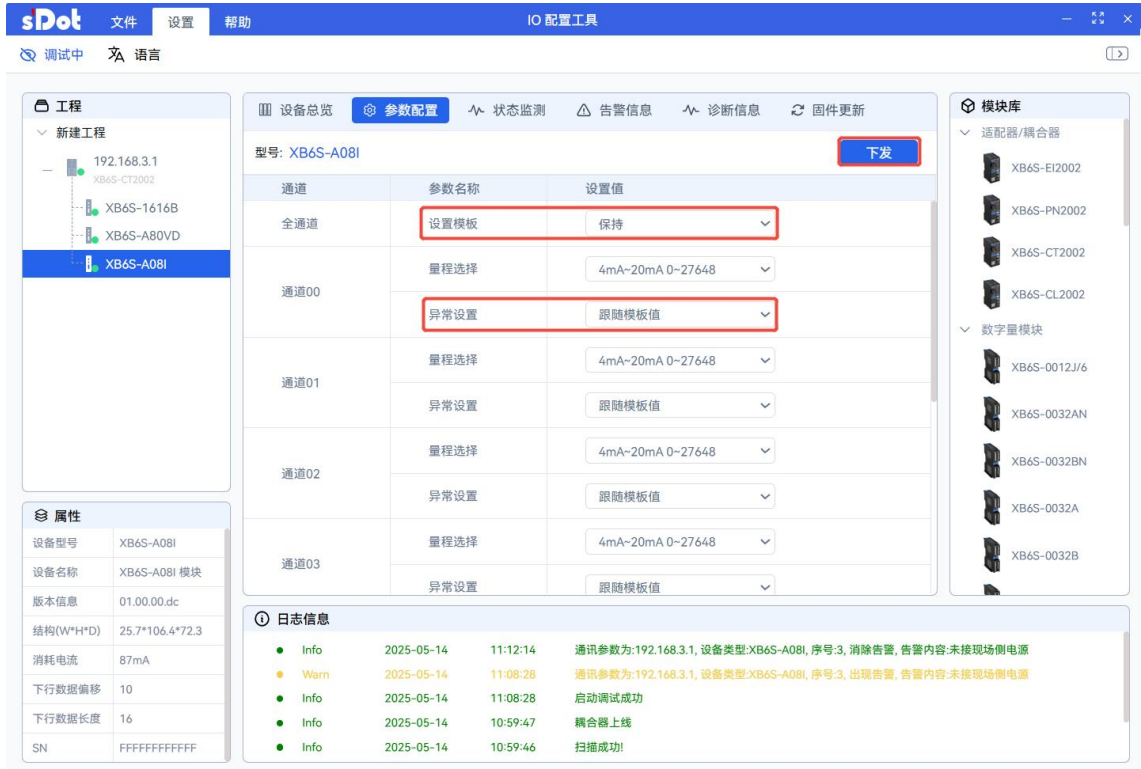 sDot 文件 设置 帮助 IO 配置工具
调试中 语言
工程
新建工程
192.168.3.1
XB6S-CT2002
XB6S-1616B
XB6S-A80VD
XB6S-A08I
设备总览 参数配置 状态监测 告警信息 诊断信息 固件更新
型号: XB6S-A08I 下发
通道 参数名称 设置值
全通道 设置模板 保持
通道00
量程选择 4mA~20mA 0~27648
异常设置 跟随模板值
通道01
量程选择 4mA~20mA 0~27648
异常设置 跟随模板值
通道02
量程选择 4mA~20mA 0~27648
异常设置 跟随模板值
通道03
量程选择 4mA~20mA 0~27648
异常设置 跟随模板值
模块库
适配器/耦合器
XB6S-EI2002
XB6S-PN2002
XB6S-CT2002
XB6S-CL2002
数字量模块
XB6S-0012J/6
XB6S-0032AN
XB6S-0032BN
XB6S-0032A
XB6S-0032B
属性
设备型号 XB6S-A08I
设备名称 XB6S-A08I 模块
版本信息 01.00.00.dc
结构(W*H*D) 25.7*106.4*72.3
消耗电流 87mA
下行数据偏移 10
下行数据长度 16
SN FFFFFFFFFFFF
日志信息
Info 2025-05-14 11:12:14 通讯参数为:192.168.3.1, 设备类型:XB6S-A08I, 序号:3, 消除告警, 告警内容:未接现场侧电源
Warn 2025-05-14 11:08:28 通讯参数为:192.168.3.1, 设备类型:XB6S-A08I, 序号:3, 出现告警, 告警内容:未接现场侧电源
Info 2025-05-14 11:08:28 启动调试成功
Info 2025-05-14 10:59:47 耦合器上线
Info 2025-05-14 10:59:46 扫描成功!